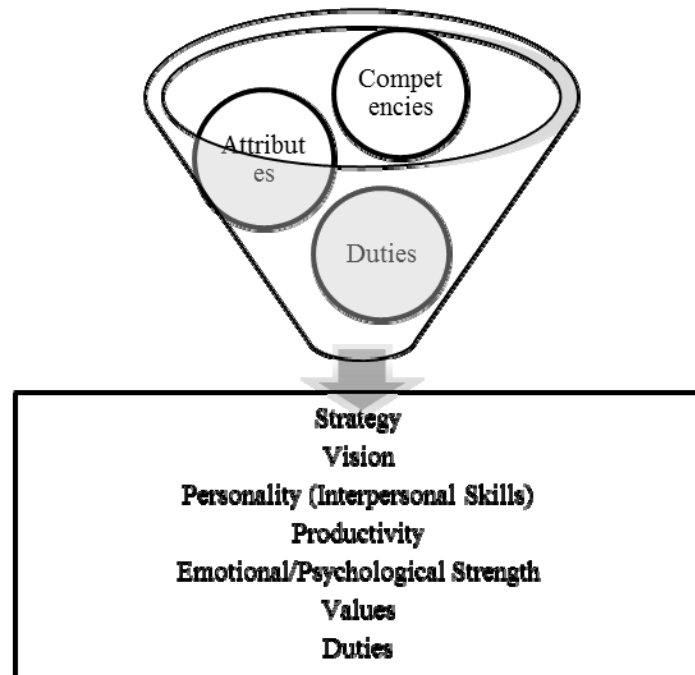 Compet
encies
Attribut
es
Duties
Strategy
Vision
Personality (Interpersonal Skills)
Productivity
Emotional/Psychological Strength
Values
Duties